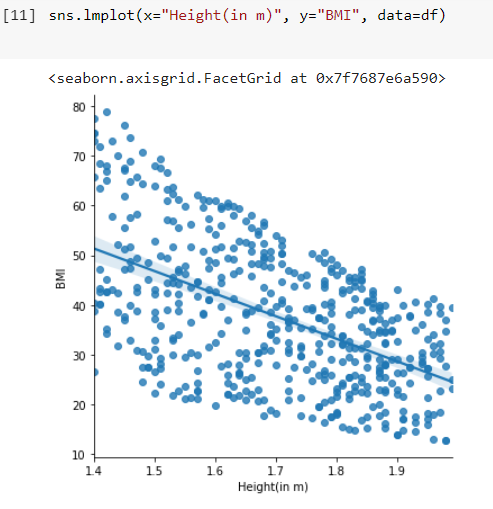 [11] sns.lmplot(x="Height(in m)", y="BMI", data=df)
<seaborn.axisgrid.FacetGrid at 0x7f7687e6a590>
80
70
60
50
BMI
40
30
20
10
1.4 1.5 1.6 1.7 1.8 1.9
Height(in m)